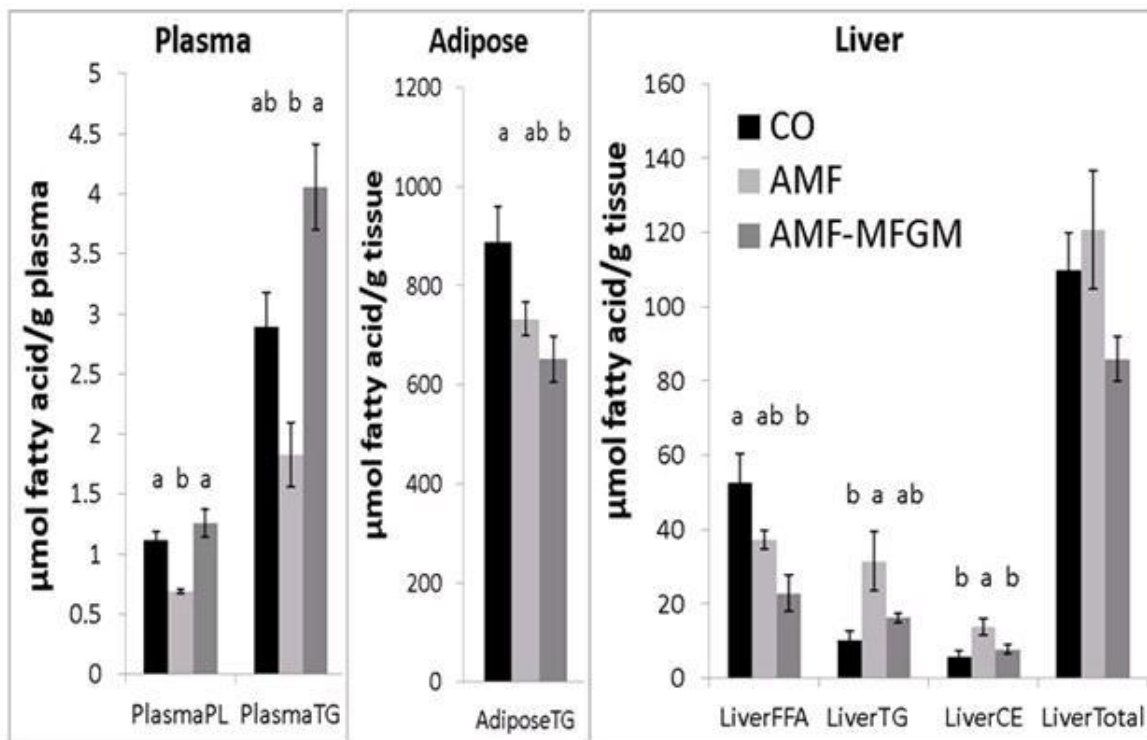 Plasma
µmol fatty acid/g plasma
5
4.5
4
3.5
3
2.5
2
1.5
1
0.5
0
ab b a
a b a
PlasmaPL PlasmaTG
Adipose
µmol fatty acid/g tissue
1200
1000
800
600
400
200
0
a ab b
AdiposeTG
Liver
µmol fatty acid/g tissue
160
140
120
100
80
60
40
20
0
CO
AMF
AMF-MFGM
a ab b
b a ab
b a b
LiverFFA LiverTG LiverCE LiverTotal